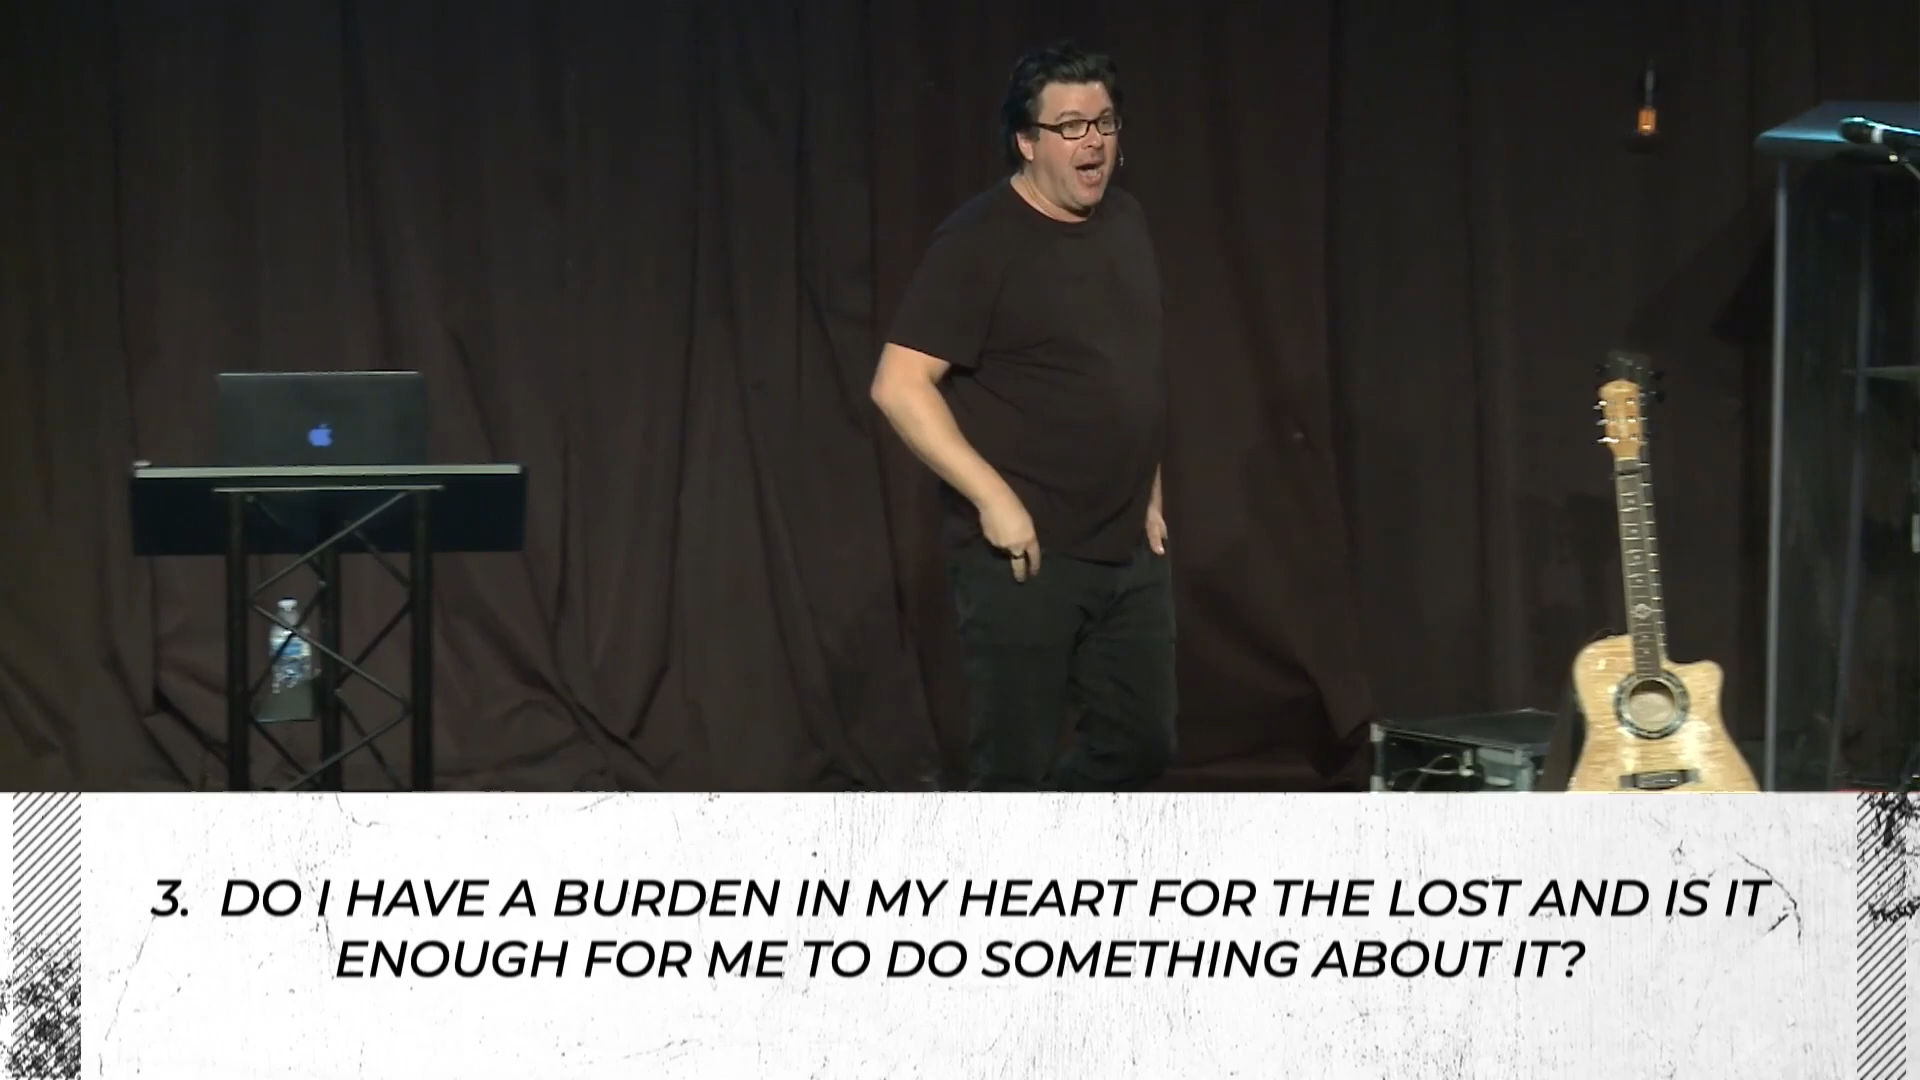 3. DO I HAVE A BURDEN IN MY HEART FOR THE LOST AND IS IT
ENOUGH FOR ME TO DO SOMETHING ABOUT IT?